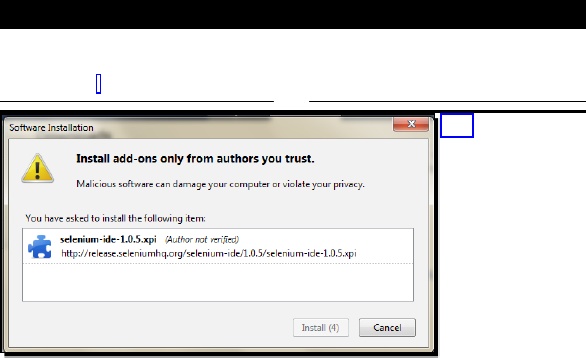 Software Installation
Install add-ons only from authors you trust.
Malicious software can damage your computer or violate your privacy.
You have asked to install the following item:
selenium-ide-1.0.5.xpi (Author not verified)
http://release.seleniumhq.org/selenium-ide/1.0.5/selenium-ide-1.0.5.xpi
Install (4) Cancel